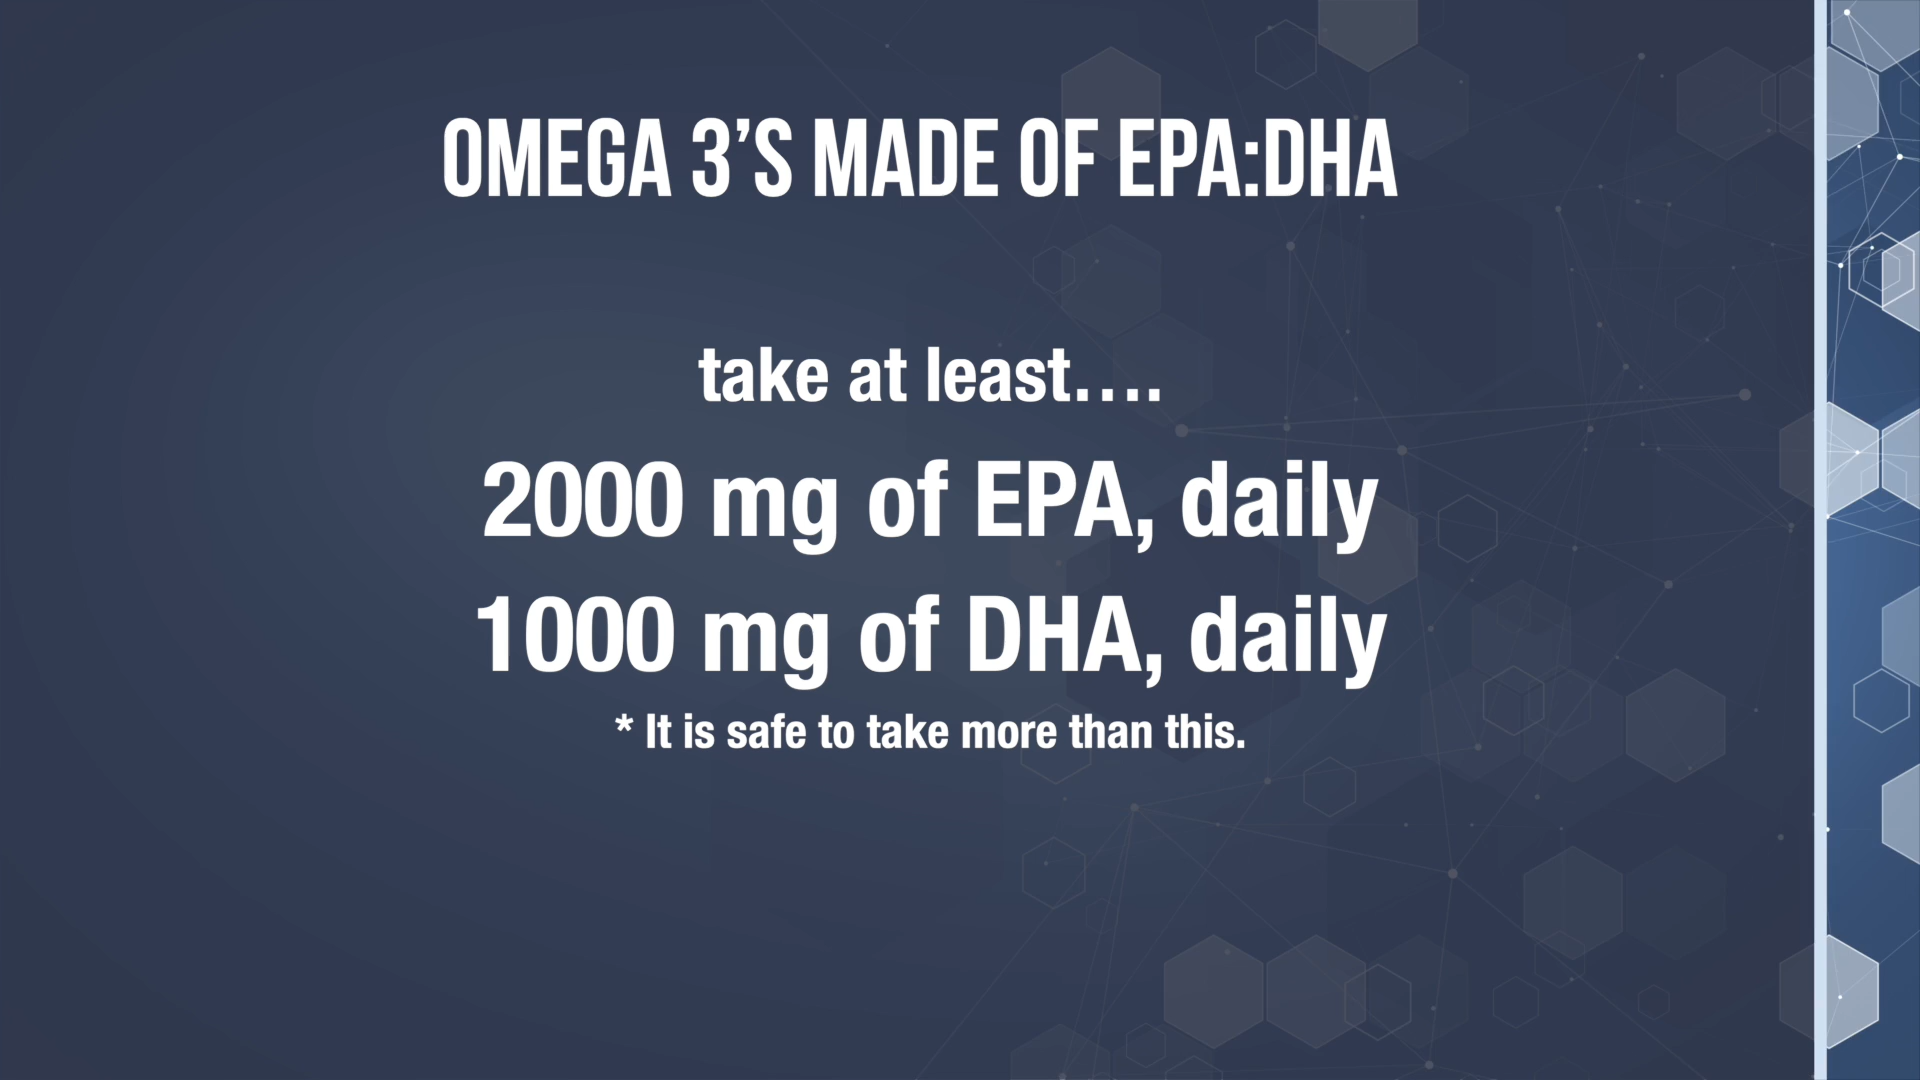 OMEGA 3’S MADE OF EPA:DHA
take at least....
2000 mg of EPA, daily
1000 mg of DHA, daily
* It is safe to take more than this.